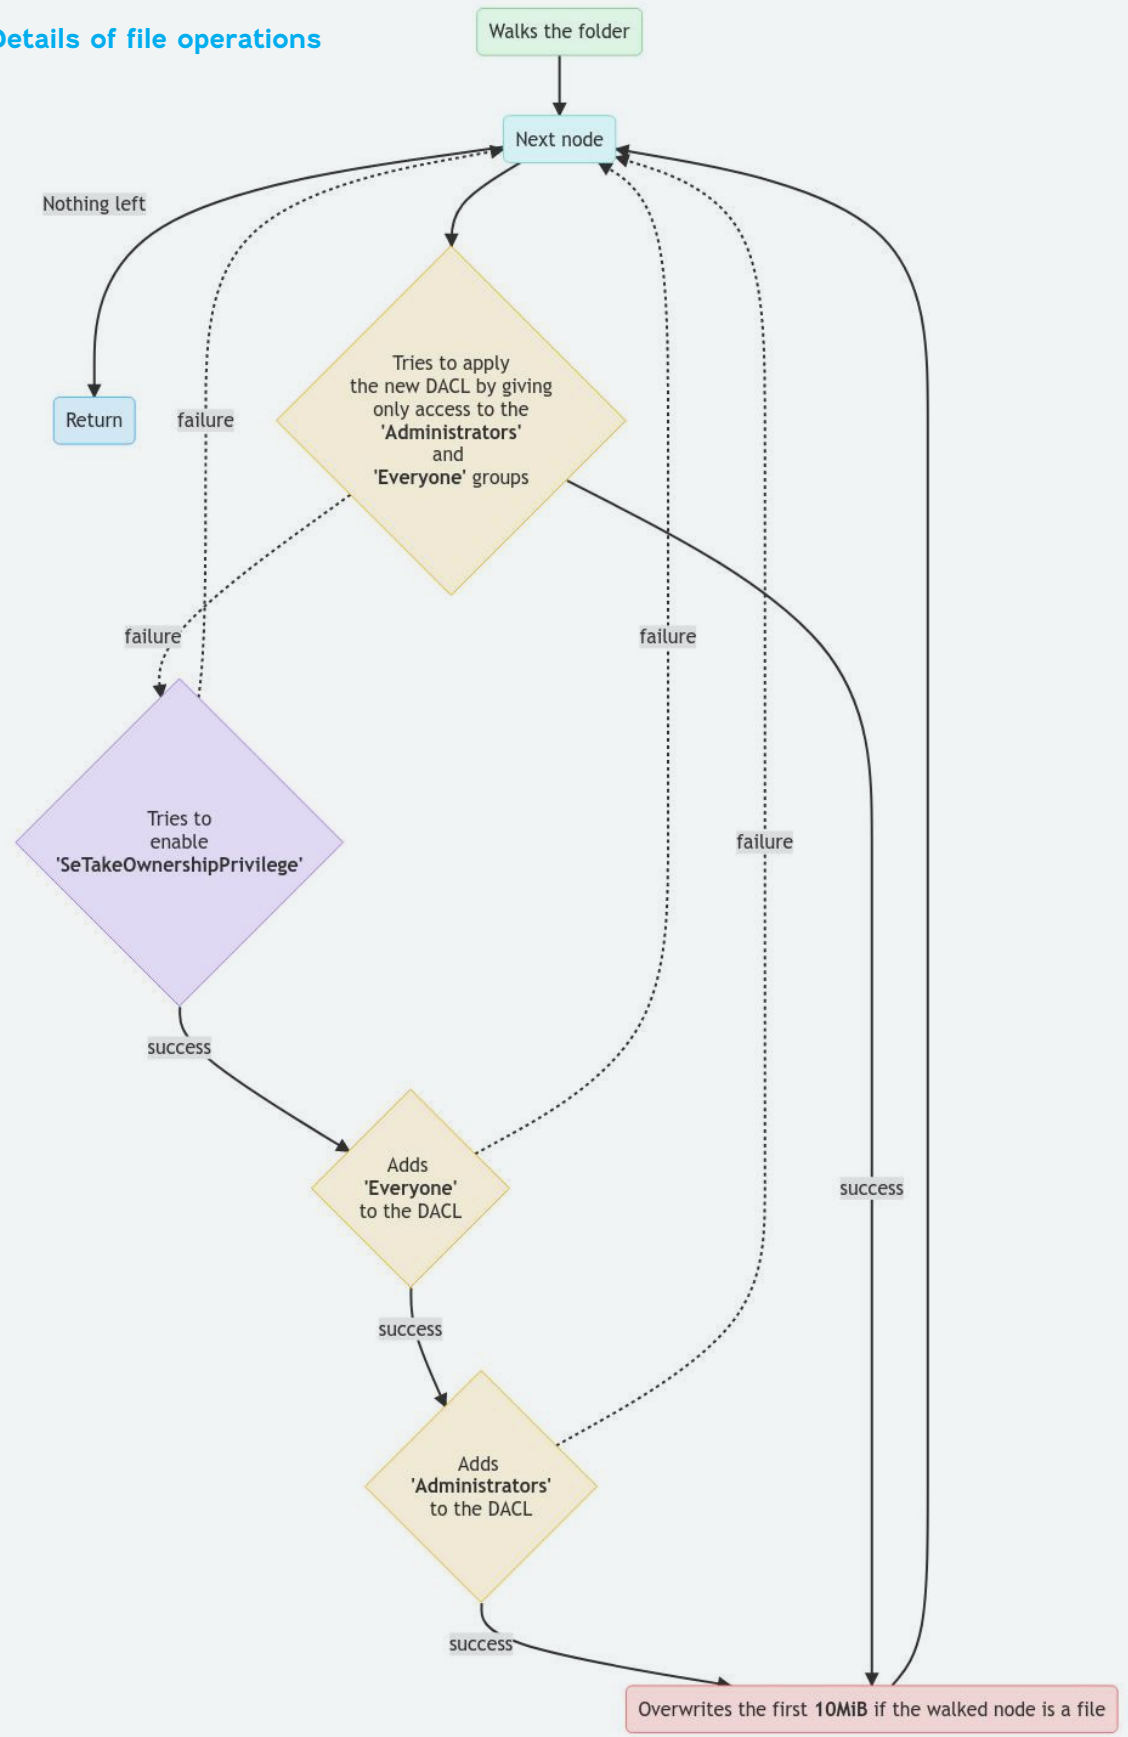 Details of file operations
Walks the folder
Next node
Nothing left
Tries to apply
the new DACL by giving
only access to the
'Administrators'
and
'Everyone' groups
Return
failure
failure
failure
Tries to
enable
'SeTakeOwnershipPrivilege'
failure
success
Adds
'Everyone'
to the DACL
success
success
Adds
'Administrators'
to the DACL
success
Overwrites the first 10MiB if the walked node is a file